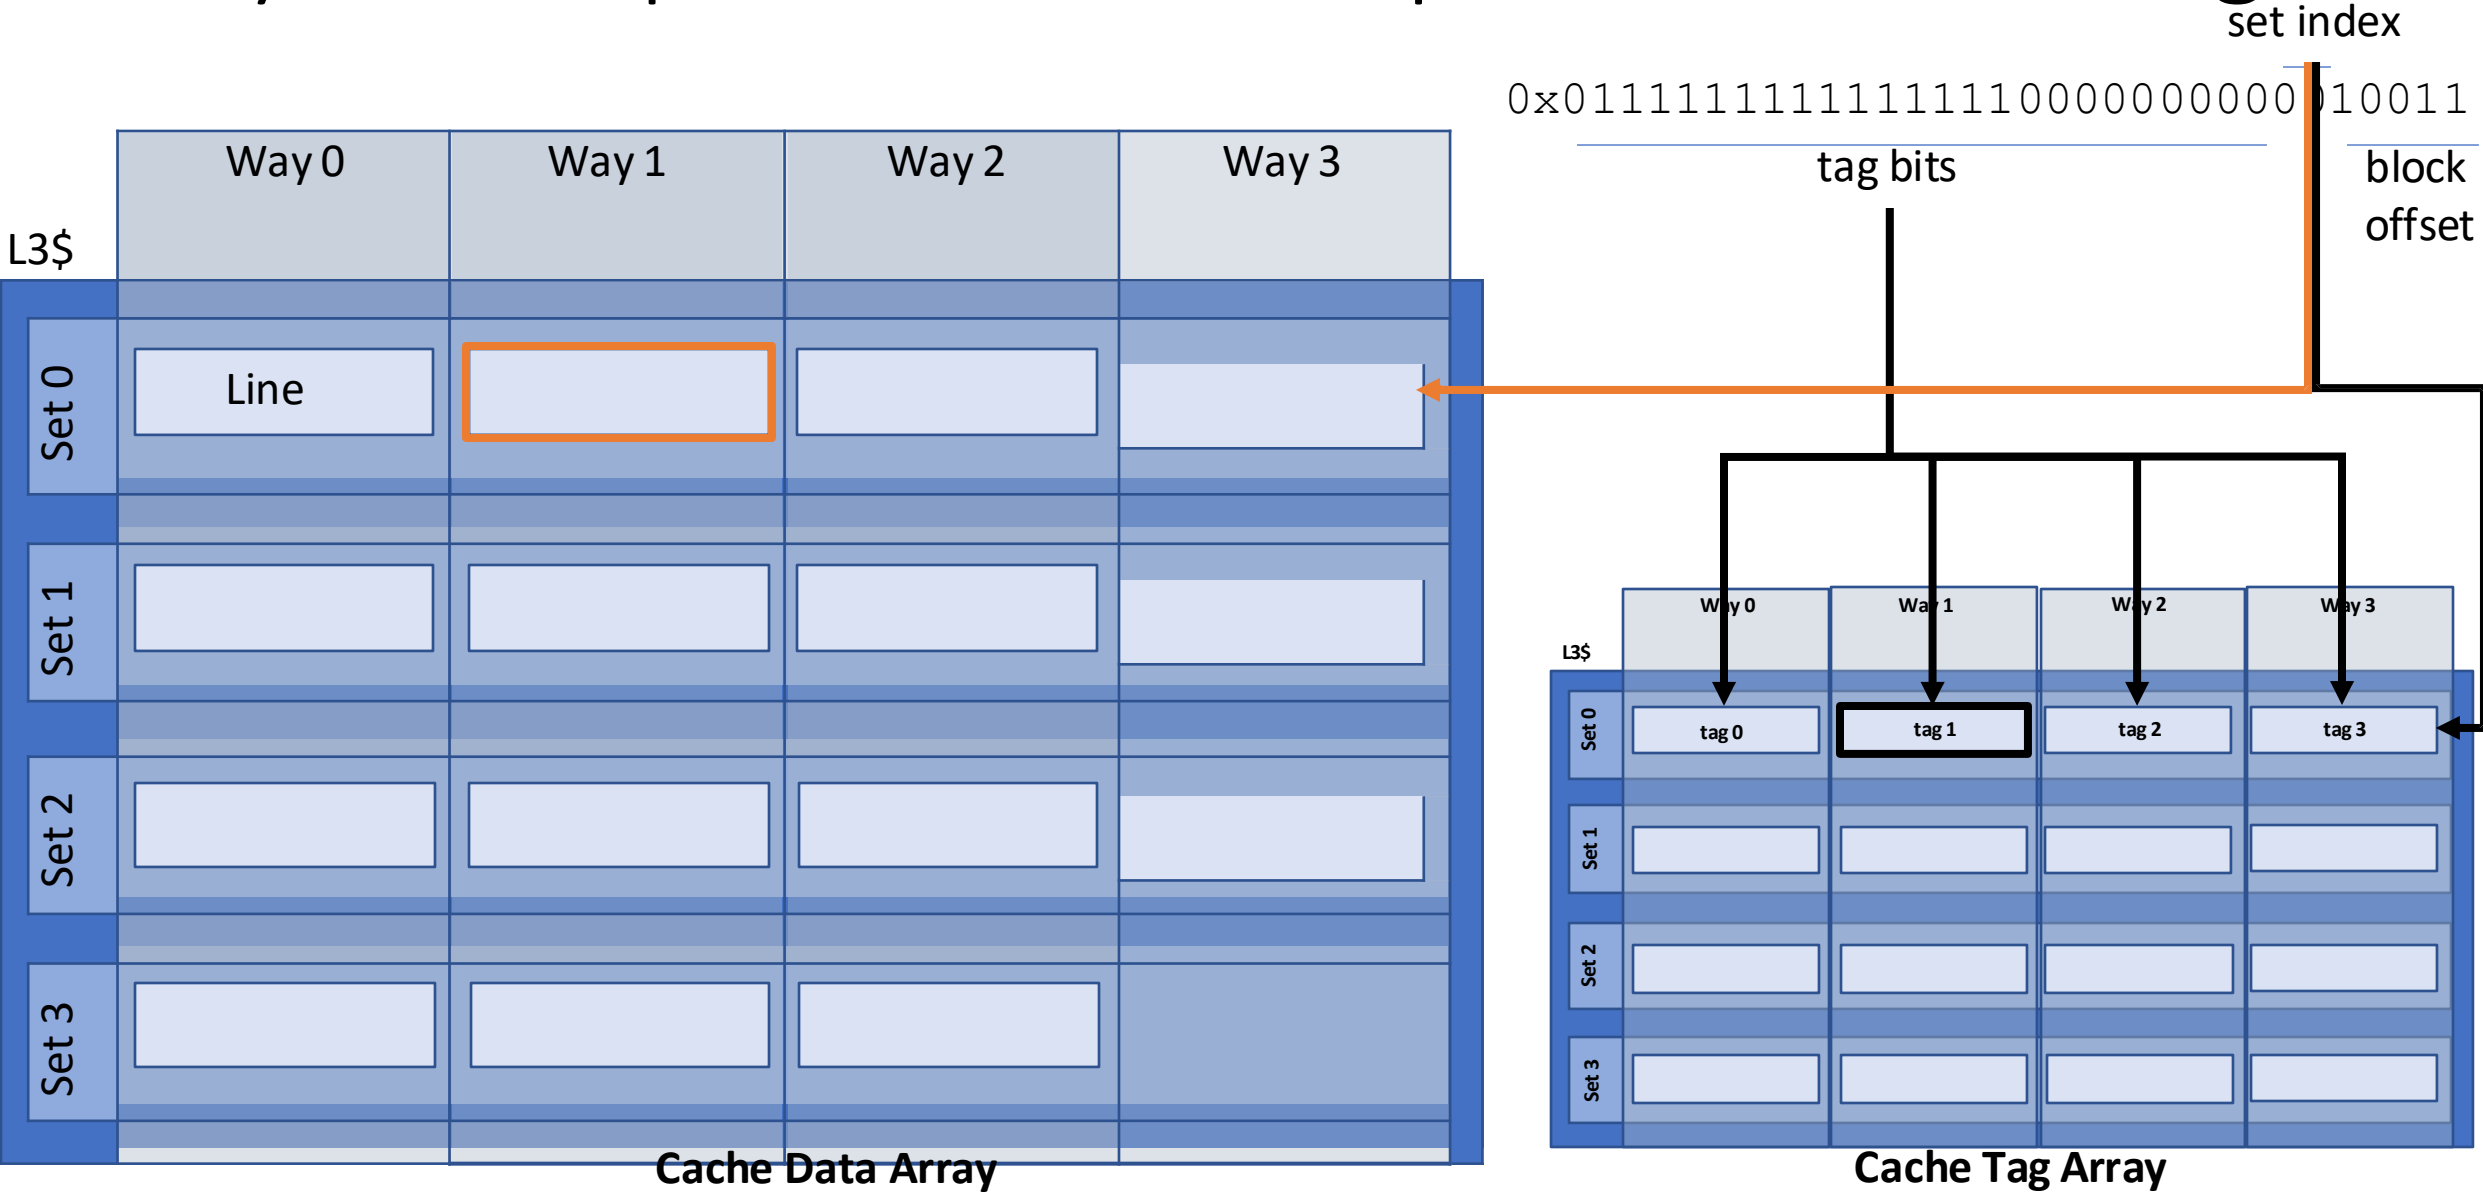 set index
0x01111111111111110000000000010011
tag bits
block
offset
Way 0
Way 1
Way 2
Way 3
L3$
Set 0
Line
Set 1
Set 2
Set 3
Cache Data Array
Way 0
Way 1
Way 2
Way 3
L3$
Set 0
tag 0
tag 1
tag 2
tag 3
Set 1
Set 2
Set 3
Cache Tag Array